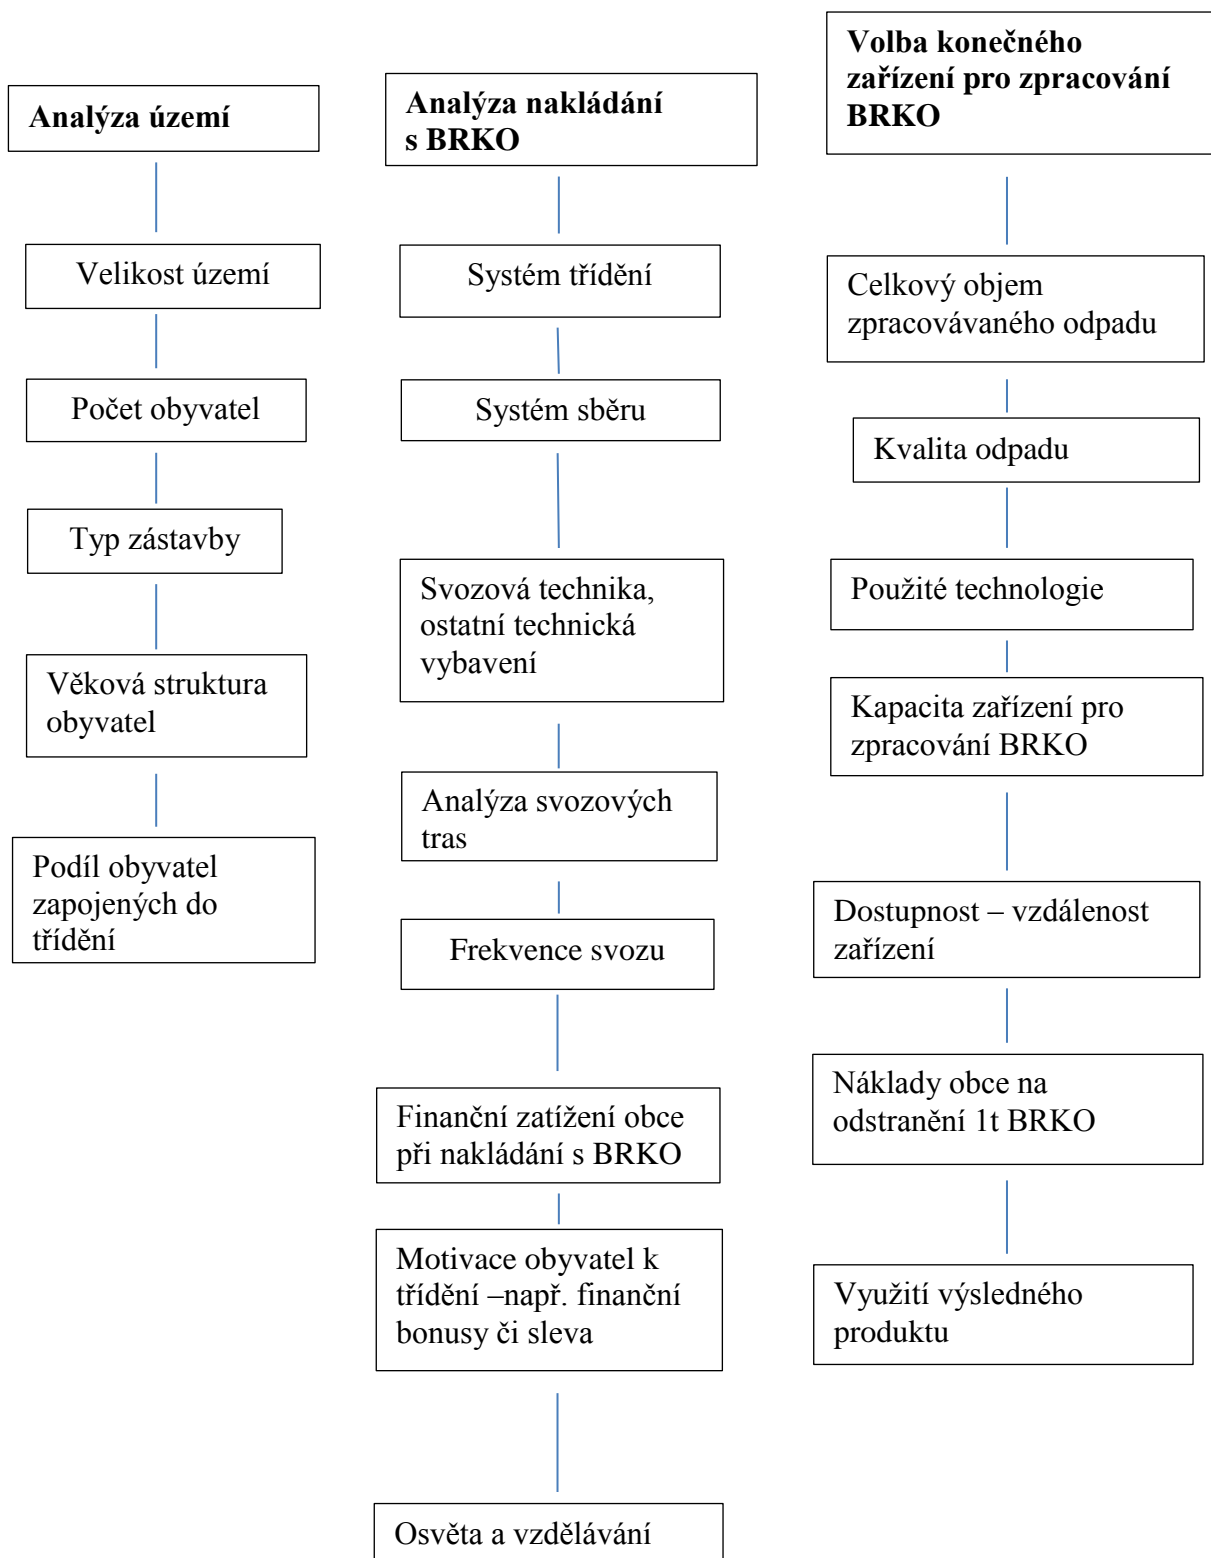 Analýza území
Velikost území
Počet obyvatel
Typ zástavby
Věková struktura
obyvatel
Podíl obyvatel
zapojených do
třídění
Analýza nakládání
s BRKO
Systém třídění
Systém sběru
Svozová technika,
ostatní technická
vybavení
Analýza svozových
tras
Frekvence svozu
Finanční zatížení obce
při nakládání s BRKO
Motivace obyvatel k
třídění –např. finanční
bonusy či sleva
Osvěta a vzdělávání
Volba konečného
zařízení pro zpracování
BRKO
Celkový objem
zpracovávaného odpadu
Kvalita odpadu
Použité technologie
Kapacita zařízení pro
zpracování BRKO
Dostupnost – vzdálenost
zařízení
Náklady obce na
odstranění 1t BRKO
Využití výsledného
produktu